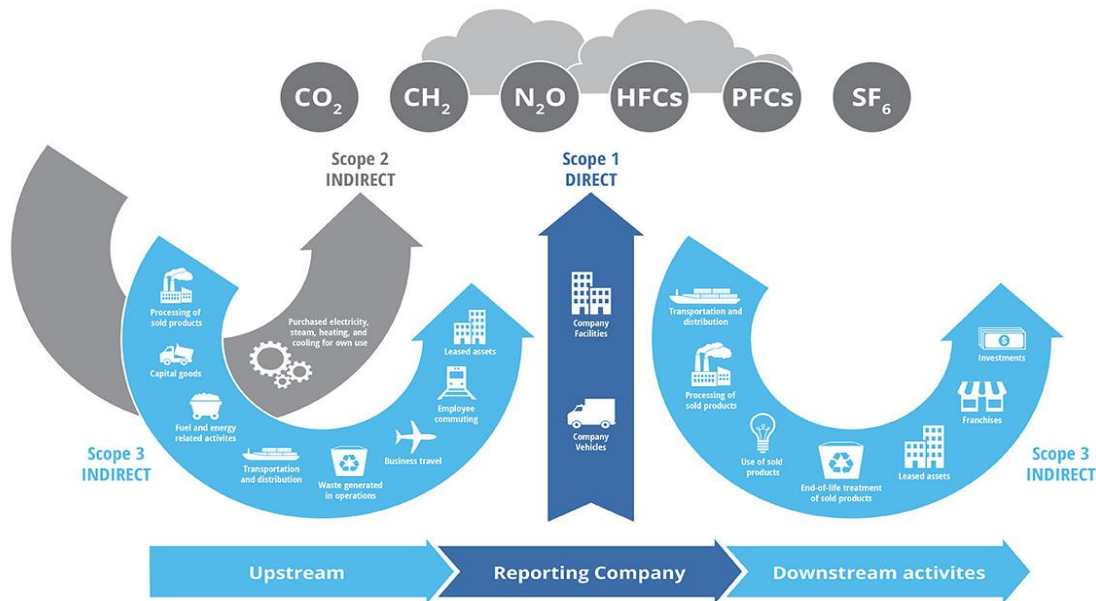 CO2
CH2
N2O
HFCs
PFCs
SF6
Scope 2
INDIRECT
Scope 1
DIRECT
Processing of
sold products
Capital goods
Fuel and energy
related activites
Transportation
and distribution
Waste generated
in operations
Business travel
Employee
commuting
Leased assets
Purchased electricity,
steam, heating, and
cooling for own use
Scope 3
INDIRECT
Company
Facilities
Company
Vehicles
Transportation and
distribution
Processing of
sold products
Use of sold
products
End-of-life treatment
of sold products
Leased assets
Franchises
Investments
$
Scope 3
INDIRECT
Upstream
Reporting Company
Downstream activites